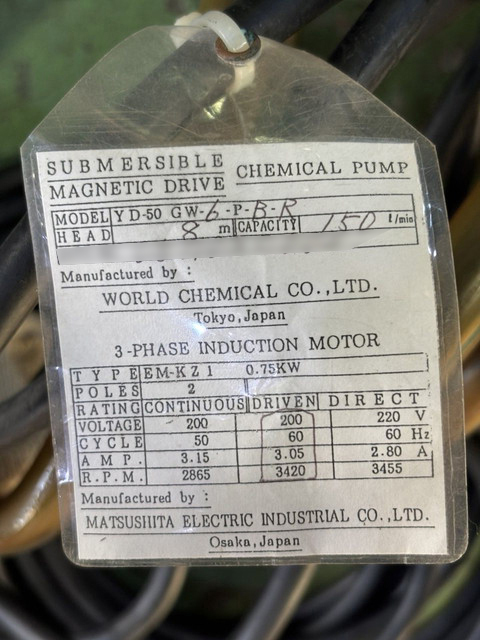 SUBMERSIBLE
MAGNETIC DRIVE CHEMICAL PUMP
MODEL YD-50 GW-6-P-B-R
HEAD 8 m CAPACITY 150 ℓ/min
Manufactured by :
WORLD CHEMICAL CO.,LTD.
Tokyo,Japan
3-PHASE INDUCTION MOTOR
TYPE EM-KZ1 0.75KW
POLES 2
RATING CONTINUOUS DRIVEN DIRECT
VOLTAGE 200 200 220 V
CYCLE 50 60 60 Hz
AMP. 3.15 3.05 2.80 A
R.P.M. 2865 3420 3455
Manufactured by :
MATSUSHITA ELECTRIC INDUSTRIAL CO.,LTD.
Osaka,Japan